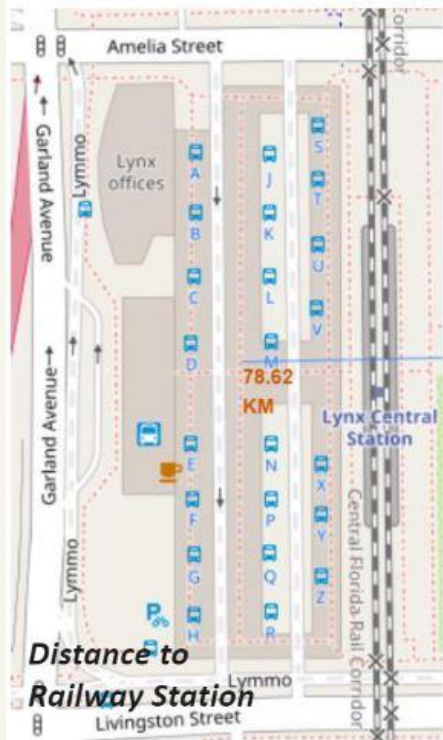 Corridor
Amelia Street
Garland Avenue
Lymmo
Lynx
offices
A
B
C
D
J
K
L
M
S
T
U
V
78.62
KM
Lynx Central
Station
Garland Avenue
E
F
G
H
N
P
Q
R
X
Y
Z
Central Florida Rail Corridor
Lymmo
P
Distance to
Railway Station
Lymmo
Livingston Street